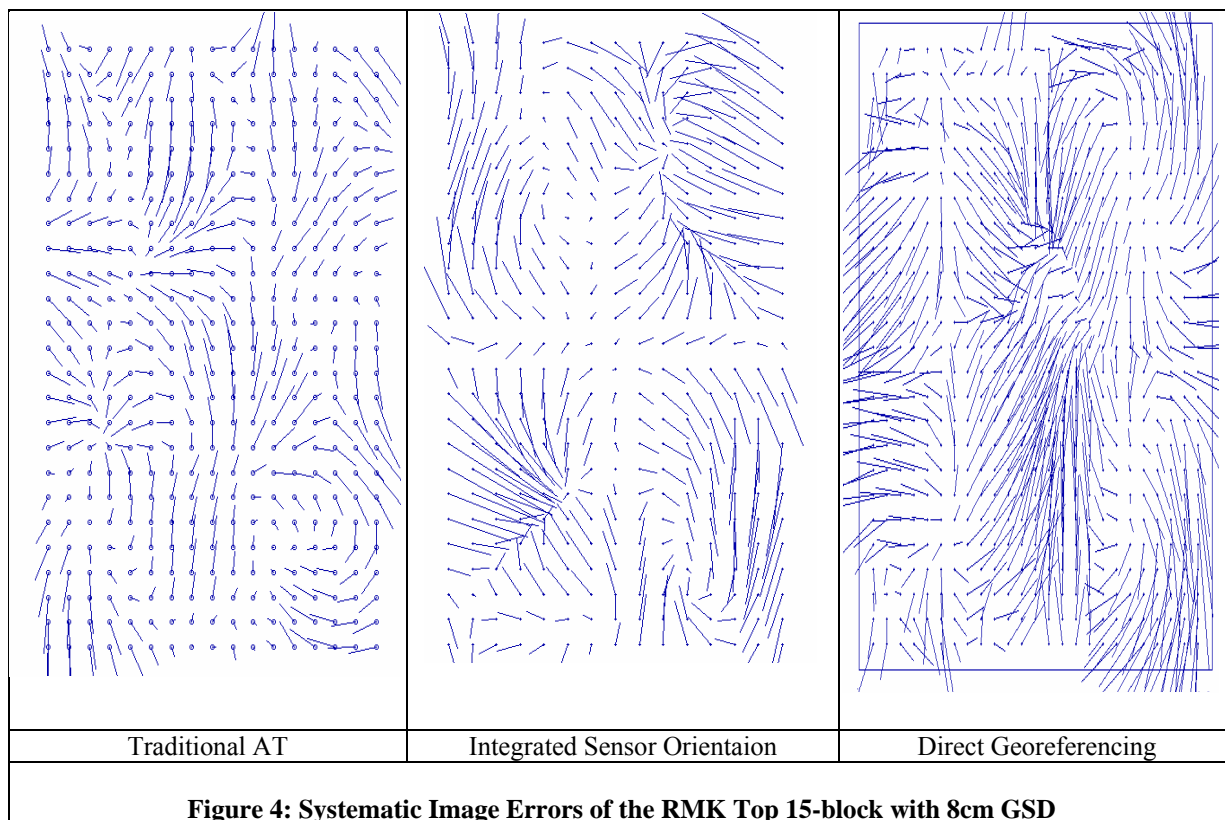 Traditional AT
Integrated Sensor Orientaion
Direct Georeferencing
Figure 4: Systematic Image Errors of the RMK Top 15-block with 8cm GSD